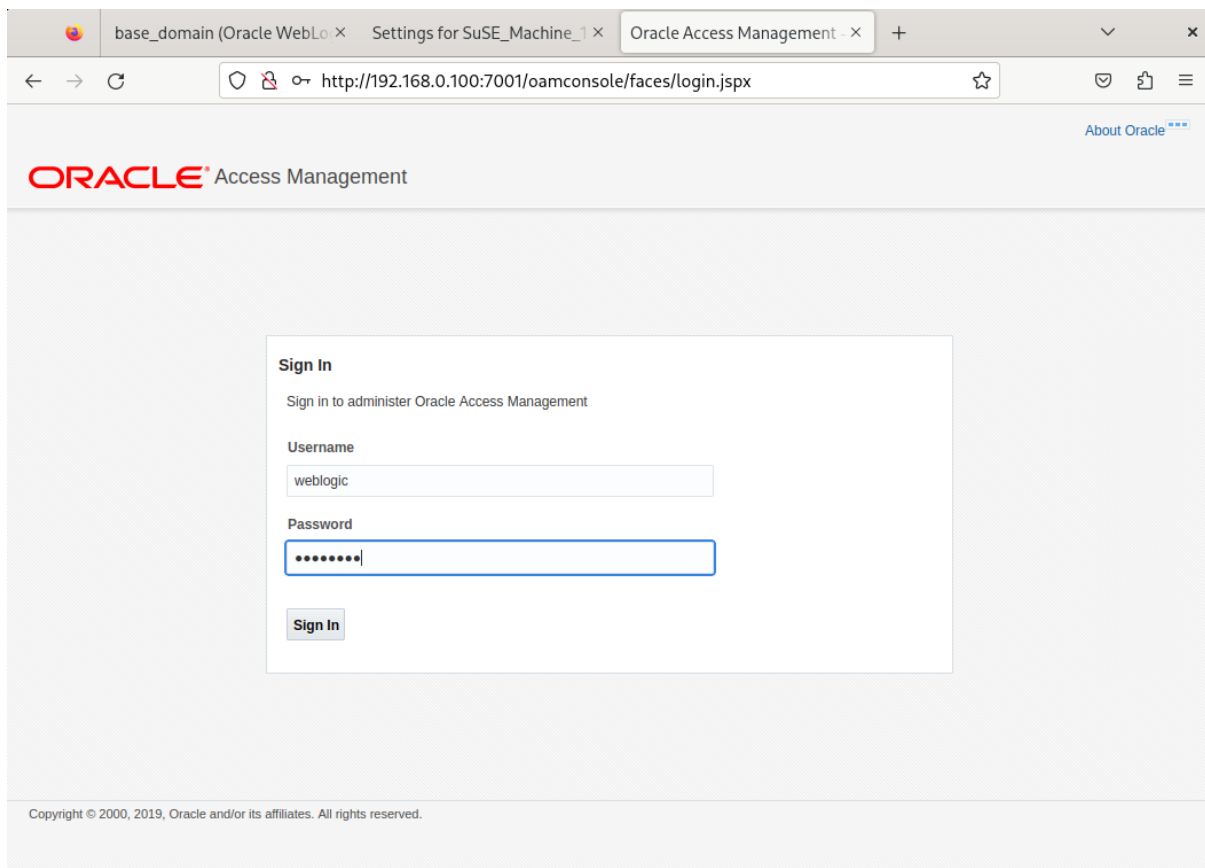 base_domain (Oracle WebLo
Settings for SuSE_Machine_1
Oracle Access Management -
http://192.168.0.100:7001/oamconsole/faces/login.jspx
About Oracle
ORACLE® Access Management
Sign In
Sign in to administer Oracle Access Management
Username
weblogic
Password
••••••••
Sign In
Copyright © 2000, 2019, Oracle and/or its affiliates. All rights reserved.